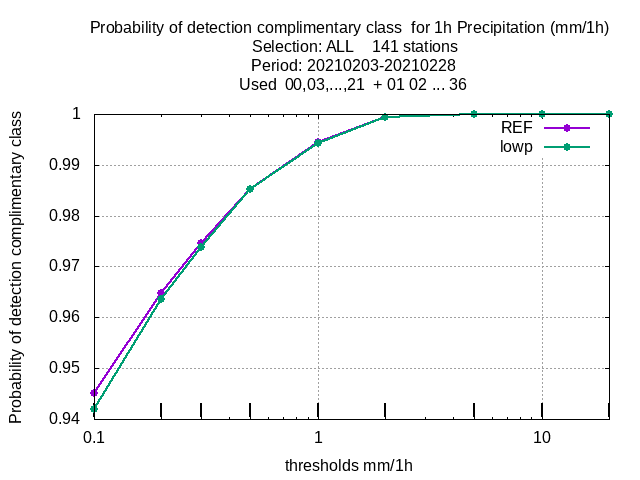 Probability of detection complimentary class  for 1h Precipitation (mm/1h)
Selection: ALL    141 stations
Period: 20210203-20210228
Used  00,03,...,21  + 01 02 ... 36
Probability of detection complimentary class
1
0.99
0.98
0.97
0.96
0.95
0.94
REF
lowp
0.1
1
10
thresholds mm/1h